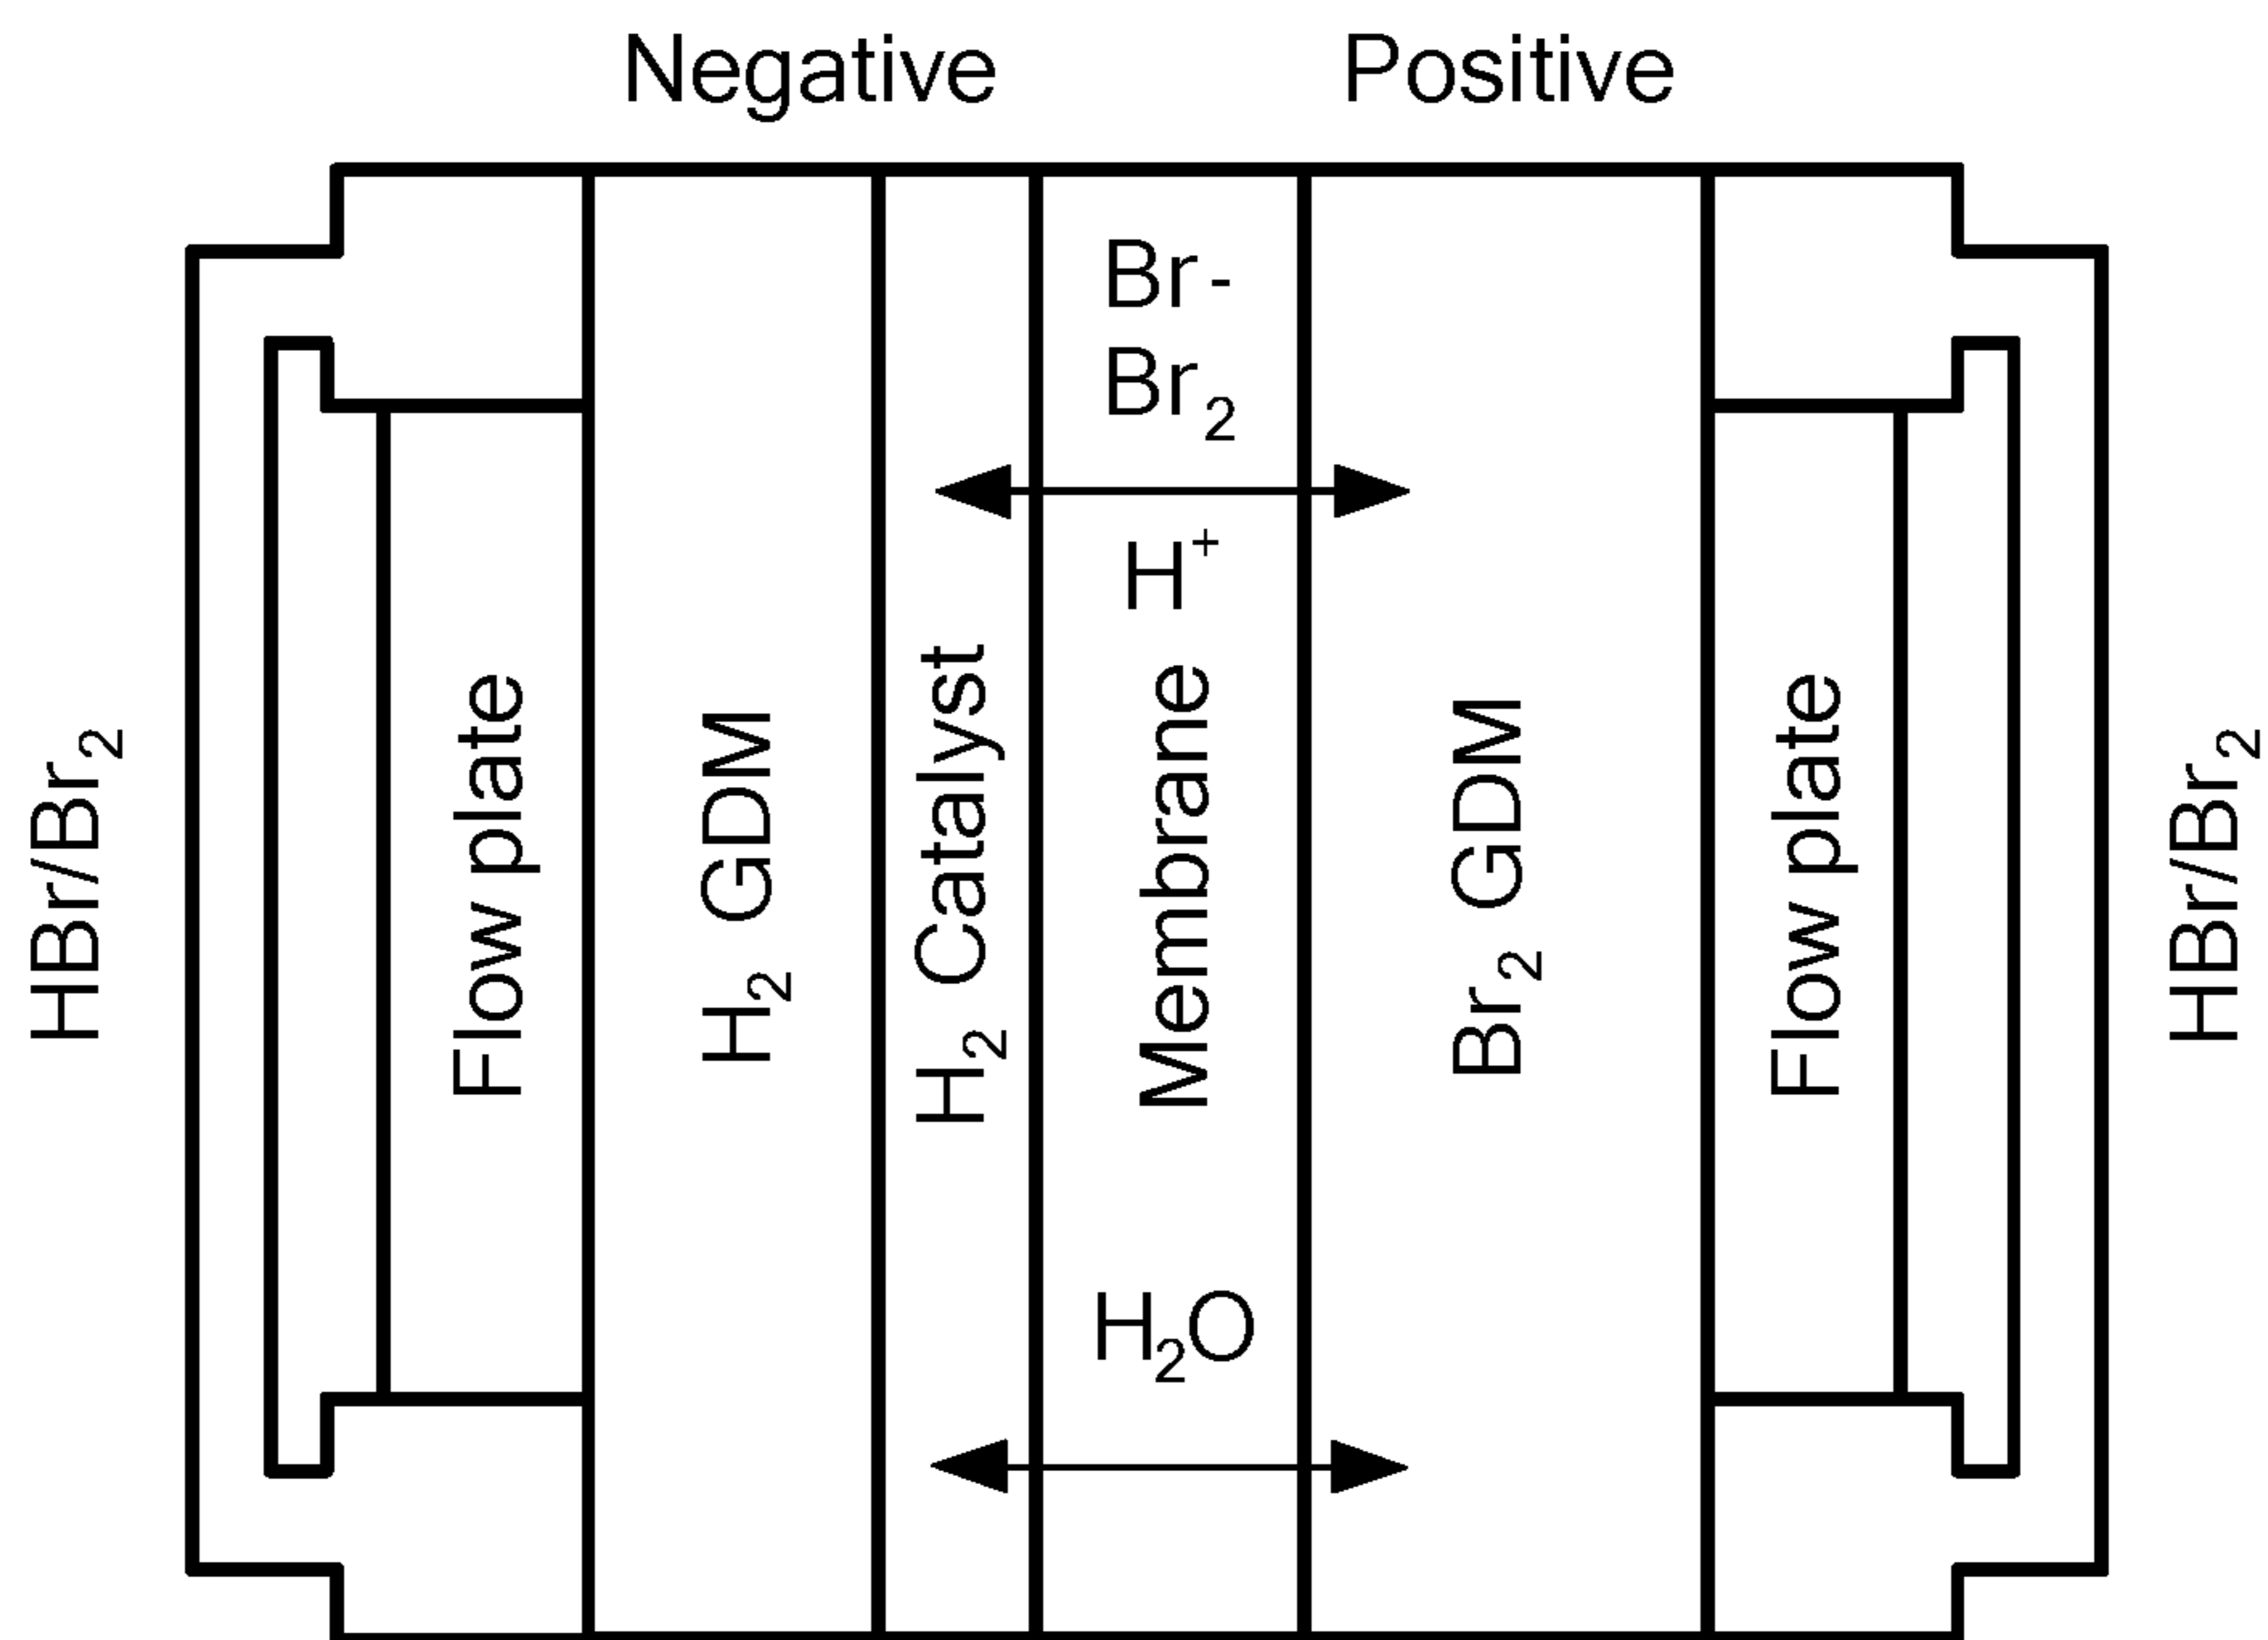 Negative
Positive
HBr/Br₂
Flow plate
H₂ GDM
H₂ Catalyst
Br-
Br₂
H⁺
Membrane
H₂O
Br₂ GDM
Flow plate
HBr/Br₂